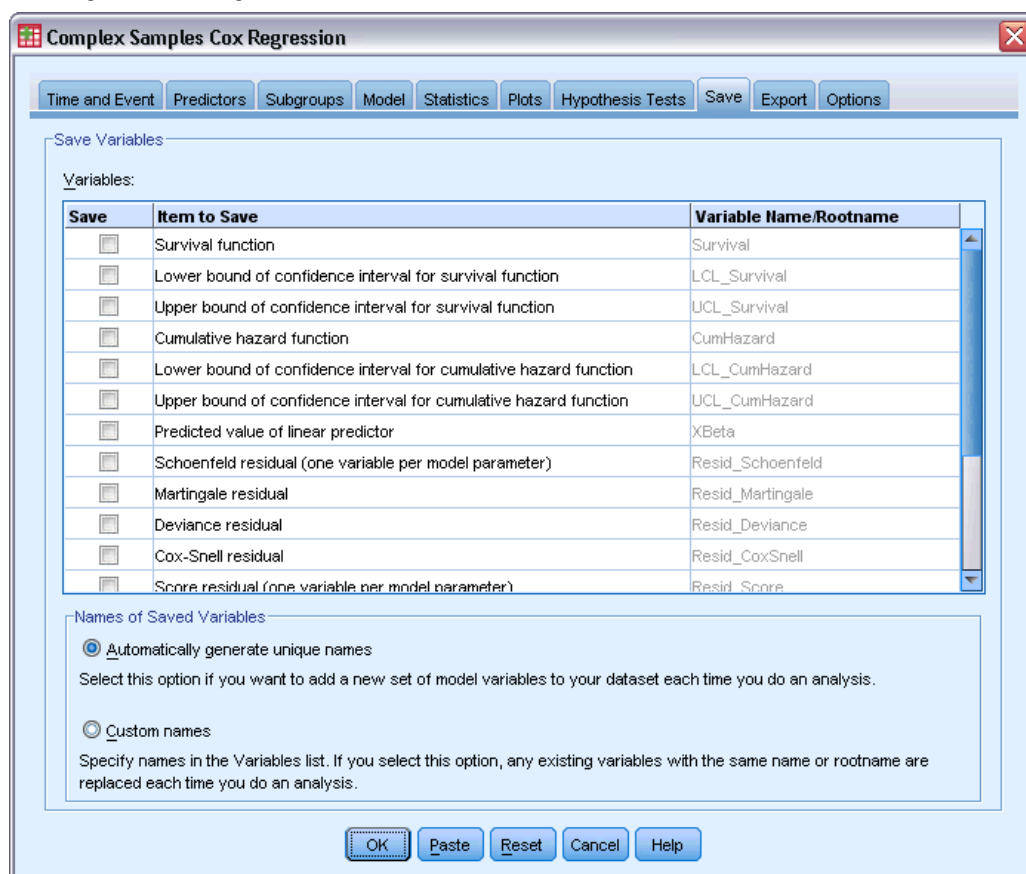 Complex Samples Cox Regression
Time and Event Predictors Subgroups Model Statistics Plots Hypothesis Tests Save Export Options
Save Variables
Variables:
Save Item to Save Variable Name/Rootname
Survival function Survival
Lower bound of confidence interval for survival function LCL_Survival
Upper bound of confidence interval for survival function UCL_Survival
Cumulative hazard function CumHazard
Lower bound of confidence interval for cumulative hazard function LCL_CumHazard
Upper bound of confidence interval for cumulative hazard function UCL_CumHazard
Predicted value of linear predictor XBeta
Schoenfeld residual (one variable per model parameter) Resid_Schoenfeld
Martingale residual Resid_Martingale
Deviance residual Resid_Deviance
Cox-Snell residual Resid_CoxSnell
Score residual (one variable per model parameter) Resid_Score
Names of Saved Variables
Automatically generate unique names
Select this option if you want to add a new set of model variables to your dataset each time you do an analysis.
Custom names
Specify names in the Variables list. If you select this option, any existing variables with the same name or rootname are
replaced each time you do an analysis.
OK Paste Reset Cancel Help